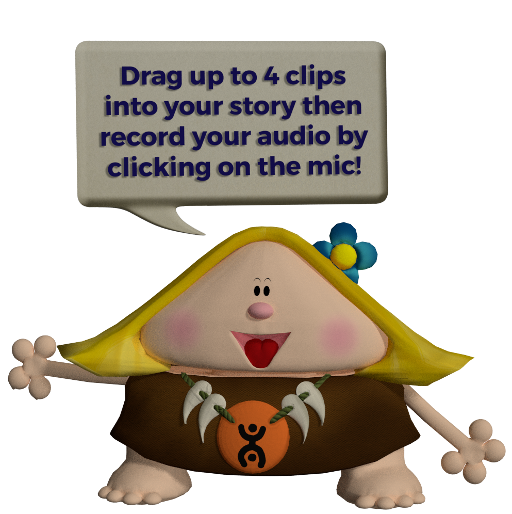 Drag up to 4 clips
into your story then
record your audio by
clicking on the mic!